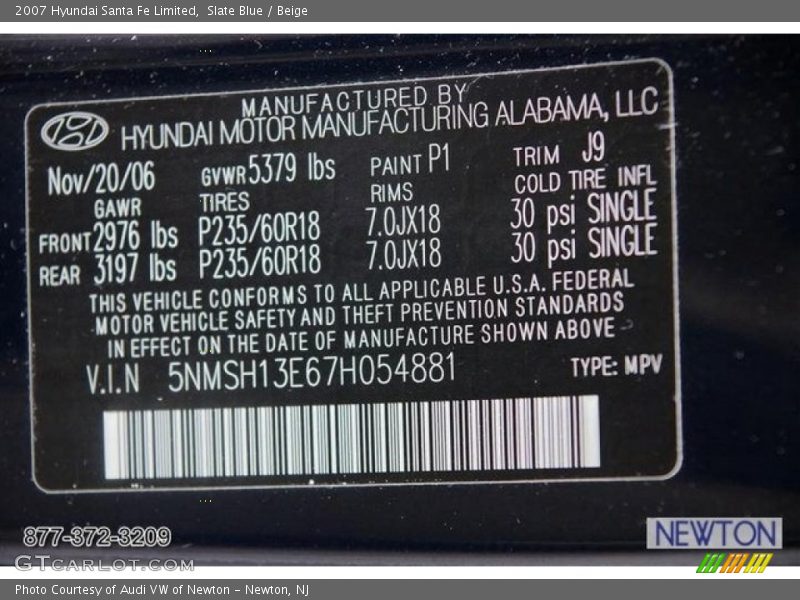 2007 Hyundai Santa Fe Limited,  Slate Blue / Beige
MANUFACTURED BY
HYUNDAI MOTOR MANUFACTURING ALABAMA, LLC
Nov/20/06 GVWR 5379 lbs PAINT P1 TRIM J9
GAWR TIRES RIMS COLD TIRE INFL
FRONT 2976 lbs P235/60R18 7.0JX18 30 psi SINGLE
REAR 3197 lbs P235/60R18 7.0JX18 30 psi SINGLE
THIS VEHICLE CONFORMS TO ALL APPLICABLE U.S.A. FEDERAL
MOTOR VEHICLE SAFETY AND THEFT PREVENTION STANDARDS
IN EFFECT ON THE DATE OF MANUFACTURE SHOWN ABOVE
V.I.N 5NMSH13E67H054881 TYPE: MPV
877-372-3209
NEWTON
GTCARLOT.COM
Photo Courtesy of Audi VW of Newton - Newton, NJ